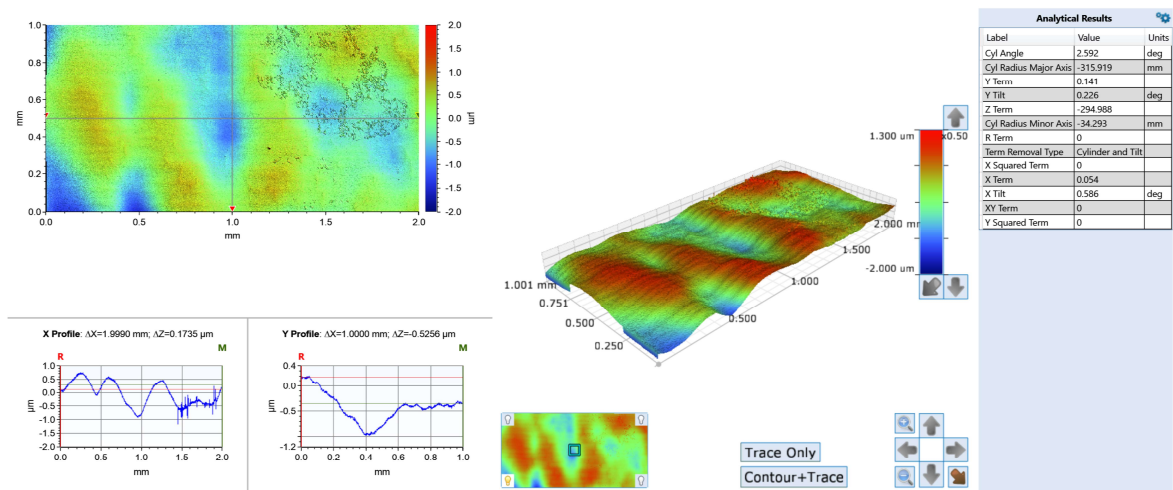 1.0
0.8
0.6
0.4
0.2
0.0
mm
0.0 0.5 1.0 1.5 2.0
mm
2.0
1.5
1.0
0.5
0.0
-0.5
-1.0
-1.5
-2.0
µm
X Profile: ΔX=1.9990 mm; ΔZ=0.1735 µm
R M
1.0
0.5
0.0
-0.5
-1.0
-1.5
-2.0
µm
0.0 0.5 1.0 1.5 2.0
mm
Y Profile: ΔX=1.0000 mm; ΔZ=-0.5256 µm
R M
0.4
0.0
-0.5
-1.2
µm
0.0 0.2 0.4 0.6 0.8 1.0
mm
1.300 um
x0.50
-2.000 um
2.000 mm
1.500
1.000
0.500
1.001 mm
0.751
0.500
0.250
Trace Only
Contour+Trace
Analytical Results
Label Value Units
Cyl Angle 2.592 deg
Cyl Radius Major Axis -315.919 mm
Y Term 0.141
Y Tilt 0.226 deg
Z Term -294.988
Cyl Radius Minor Axis -34.293 mm
R Term 0
Term Removal Type Cylinder and Tilt
X Squared Term 0
X Term 0.054
X Tilt 0.586 deg
XY Term 0
Y Squared Term 0